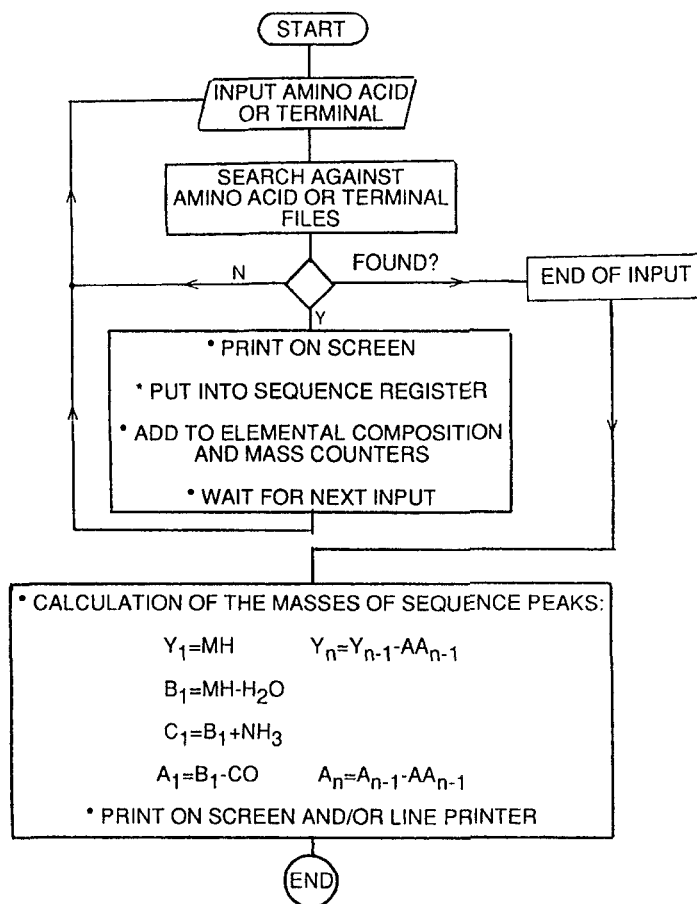 START
INPUT AMINO ACID
OR TERMINAL
SEARCH AGAINST
AMINO ACID OR TERMINAL
FILES
N
FOUND?
END OF INPUT
Y
• PRINT ON SCREEN
* PUT INTO SEQUENCE REGISTER
• ADD TO ELEMENTAL COMPOSITION
AND MASS COUNTERS
• WAIT FOR NEXT INPUT
• CALCULATION OF THE MASSES OF SEQUENCE PEAKS:
Y₁=MH Yₙ=Yₙ₋₁-AAₙ₋₁
B₁=MH-H₂O
C₁=B₁+NH₃
A₁=B₁-CO Aₙ=Aₙ₋₁-AAₙ₋₁
• PRINT ON SCREEN AND/OR LINE PRINTER
END